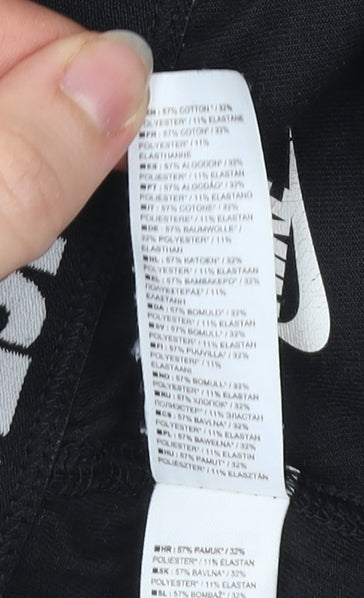 ■EN : 57% COTTON* / 32%
POLYESTER* / 11% ELASTANE
■FR : 57% COTON* / 32%
POLYESTER* / 11%
ELASTHANNE
■ES : 57% ALGODÓN* / 32%
POLIÉSTER* / 11% ELASTAN
■PT : 57% ALGODÃO* / 32%
POLIÉSTER* / 11% ELASTANO
■IT : 57% COTONE* / 32%
POLIESTERE* / 11% ELASTAN
■DE : 57% BAUMWOLLE* /
32% POLYESTER* / 11%
ELASTHAN
■NL : 57% KATOEN* / 32%
POLYESTER* / 11% ELASTAAN
■EL : 57% ΒΑΜΒΑΚΕΡΟ* / 32%
ΠΟΛΥΕΣΤΕΡΑΣ* / 11%
ΕΛΑΣΤΑΝΗ
■DA : 57% BOMULD* / 32%
POLYESTER* / 11% ELASTAN
■SV : 57% BOMULL* / 32%
POLYESTER* / 11% ELASTAN
■FI : 57% PUUVILLA* / 32%
POLYESTER* / 11%
ELASTAANI
■NO : 57% BOMULL* / 32%
POLYESTER* / 11% ELASTAN
■RU : 57% ХЛОПОК* / 32%
ПОЛИЭСТЕР* / 11% ЭЛАСТАН
■CS : 57% BAVLNA* / 32%
POLYESTER* / 11% ELASTAN
■PL : 57% BAWEŁNA* / 32%
POLIESTER* / 11% ELASTIN
■HU : 57% PAMUT* / 32%
POLIÉSZTER* / 11% ELASZTÁN
■HR : 57% PAMUK* / 32%
POLIESTER* / 11% ELASTAN
■SK : 57% BAVLNA* / 32%
POLYESTER* / 11% ELASTAN
■SL : 57% BOMBAŽ* / 32%
NIKE